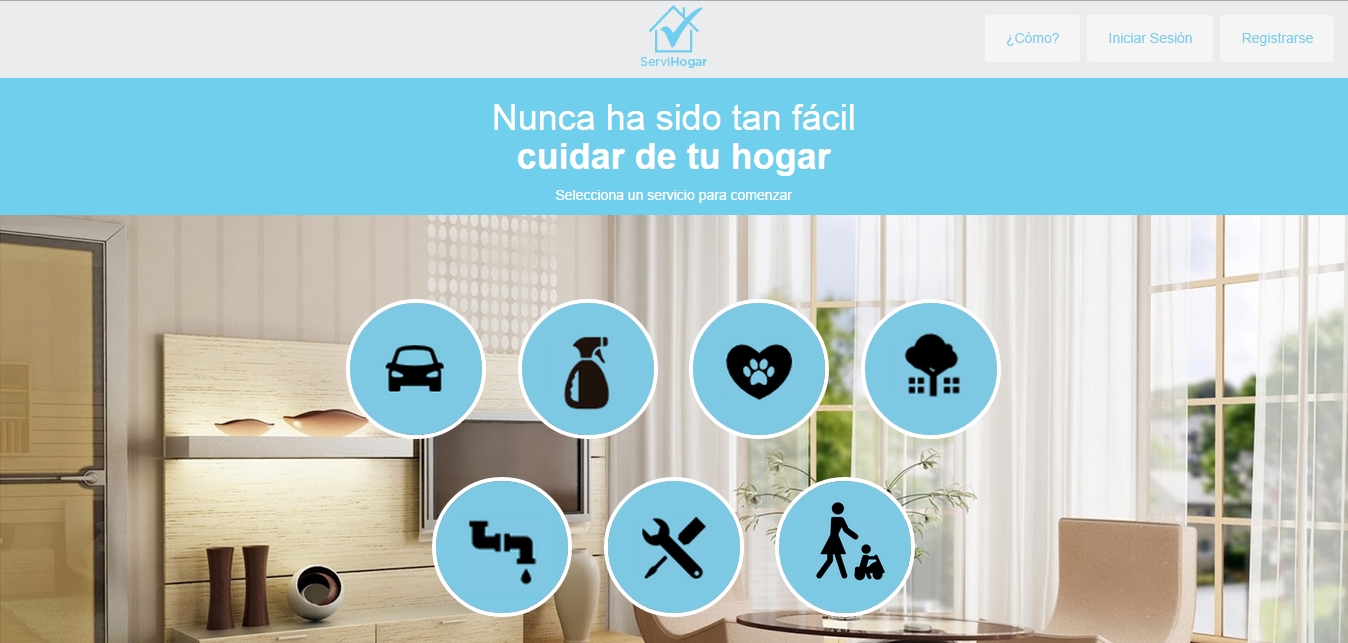 ServiHogar
¿Cómo?
Iniciar Sesión
Registrarse
Nunca ha sido tan fácil
cuidar de tu hogar
Selecciona un servicio para comenzar